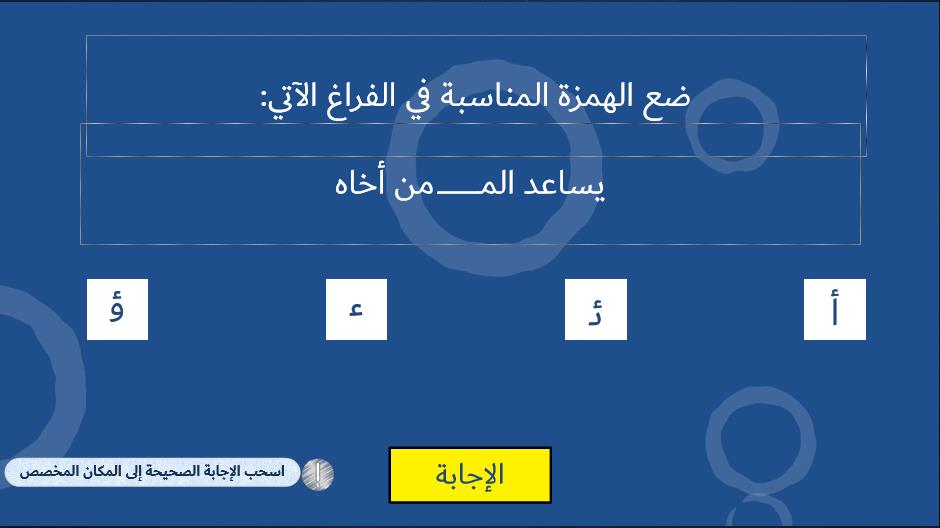 ضع الهمزة المناسبة في الفراغ الآتي:
يساعد المـــــمن أخاه
أ
ئـ
ء
ؤ
الإجابة
اسحب الإجابة الصحيحة إلى المكان المخصص